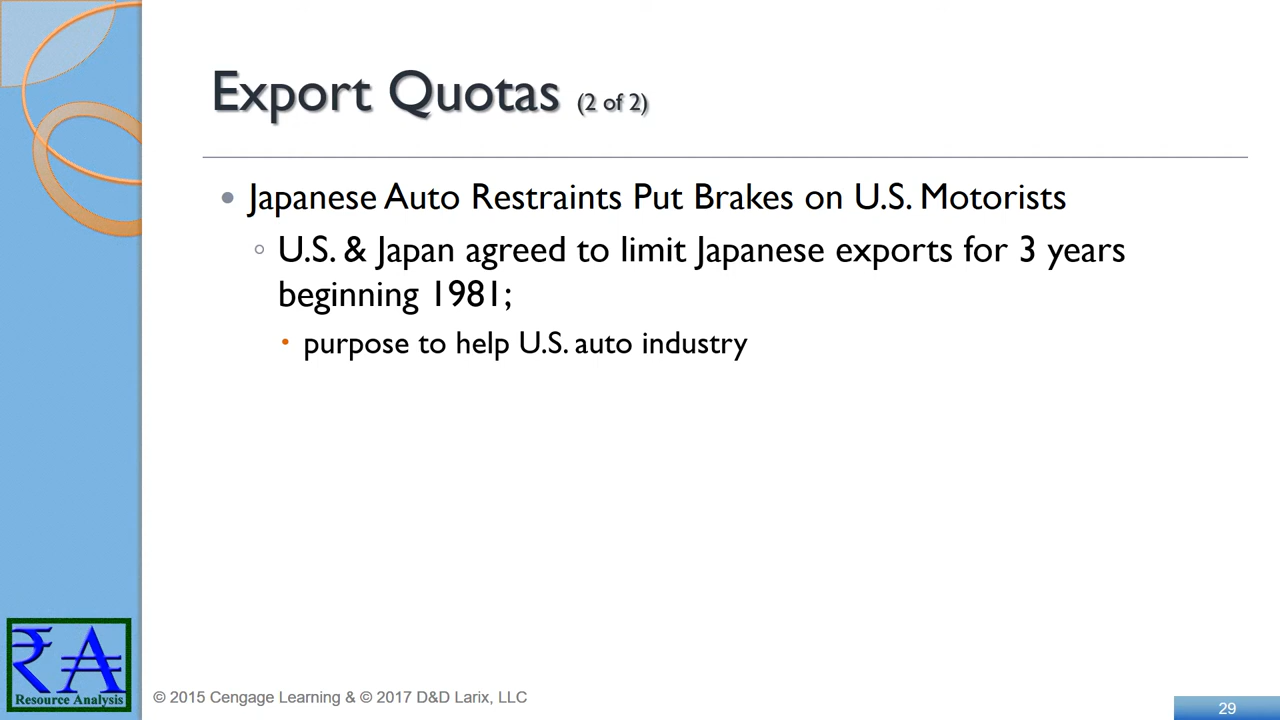 Export Quotas (2 of 2)
• Japanese Auto Restraints Put Brakes on U.S. Motorists
◦ U.S. & Japan agreed to limit Japanese exports for 3 years
beginning 1981;
▪ purpose to help U.S. auto industry
₹A
Resource Analysis
© 2015 Cengage Learning & © 2017 D&D Larix, LLC
29